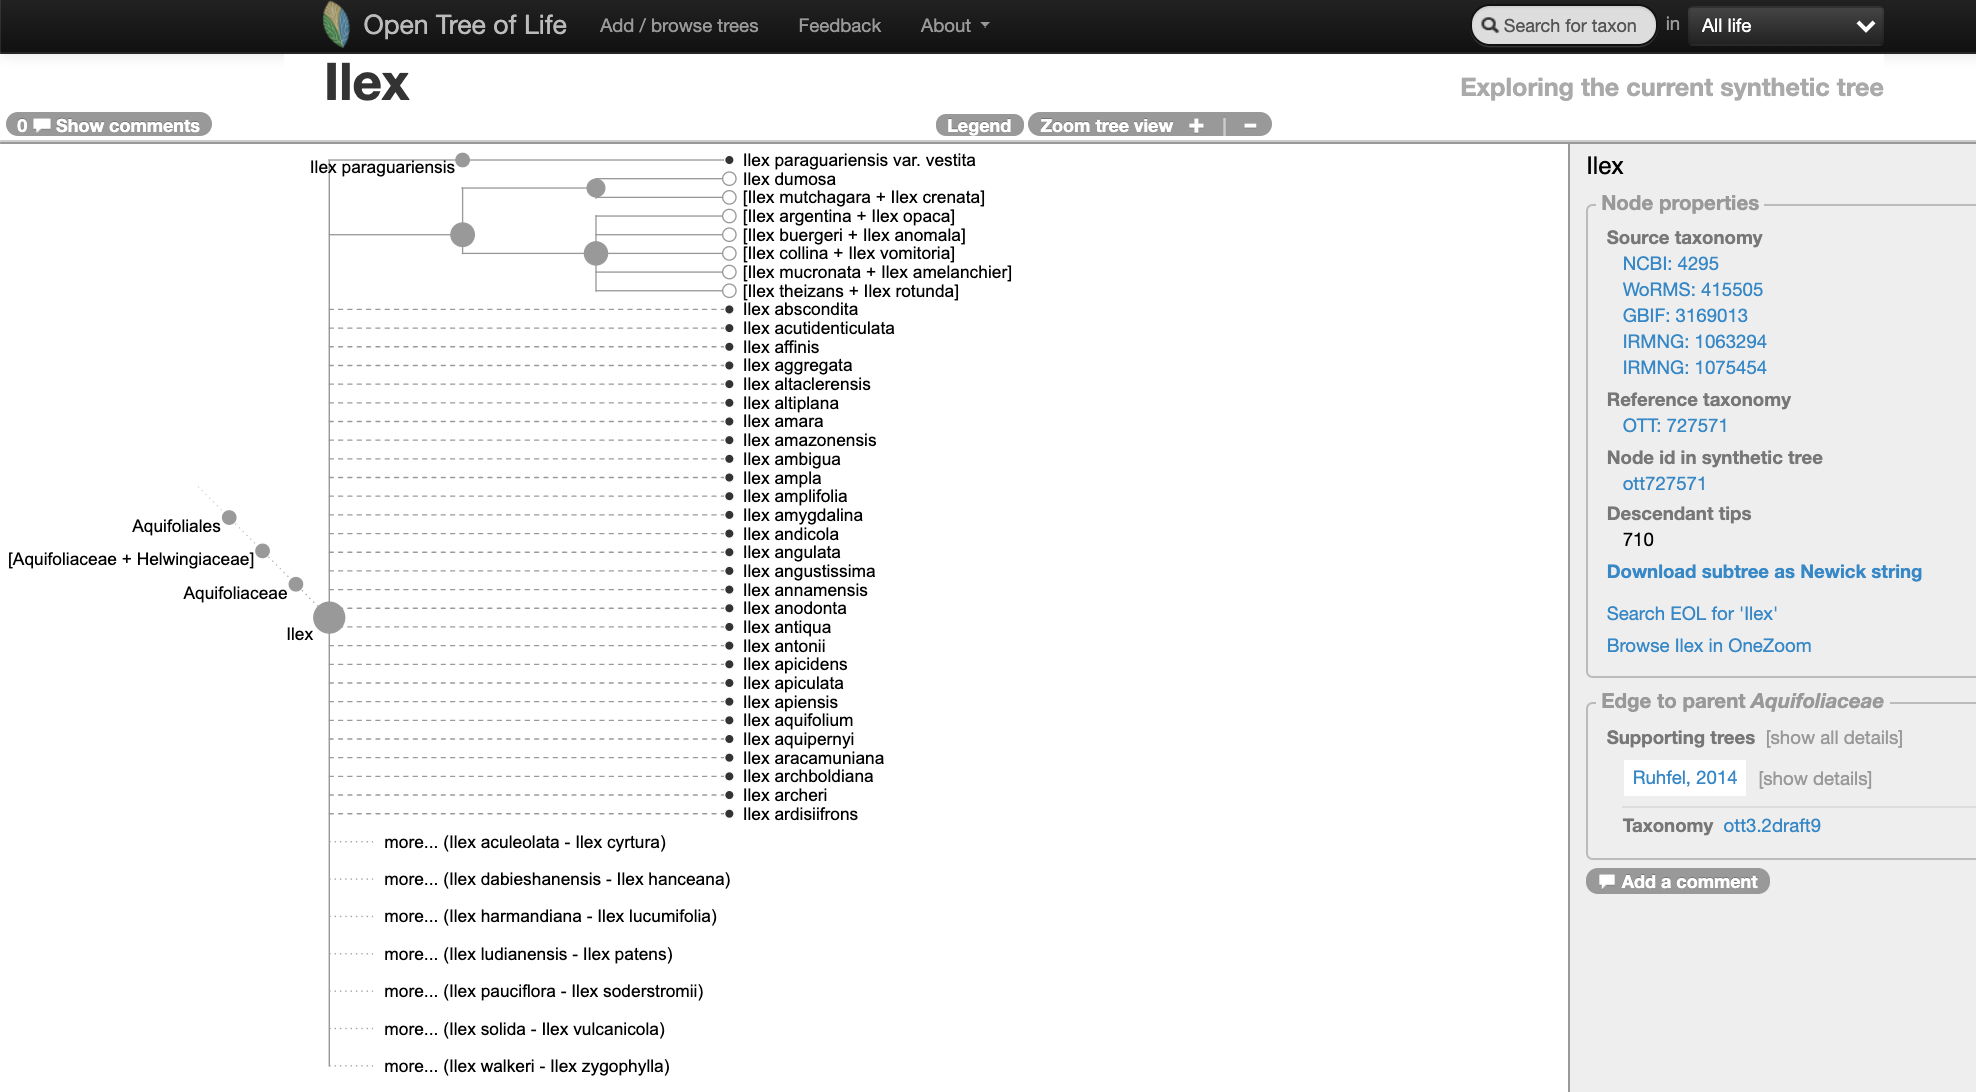 Open Tree of Life Add / browse trees Feedback About Search for taxon in All life
Ilex
Exploring the current synthetic tree
0 Show comments Legend Zoom tree view + | −
Ilex paraguariensis
Ilex paraguariensis var. vestita
Ilex dumosa
[Ilex mutchagara + Ilex crenata]
[Ilex argentina + Ilex opaca]
[Ilex buergeri + Ilex anomala]
[Ilex collina + Ilex vomitoria]
[Ilex mucronata + Ilex amelanchier]
[Ilex theizans + Ilex rotunda]
Ilex abscondita
Ilex acutidenticulata
Ilex affinis
Ilex aggregata
Ilex altaclerensis
Ilex altiplana
Ilex amara
Ilex amazonensis
Ilex ambigua
Ilex ampla
Ilex amplifolia
Ilex amygdalina
Ilex andicola
Ilex angulata
Ilex angustissima
Ilex annamensis
Ilex anodonta
Ilex antiqua
Ilex antonii
Ilex apicidens
Ilex apiculata
Ilex apiensis
Ilex aquifolium
Ilex aquipernyi
Ilex aracamuniana
Ilex archboldiana
Ilex archeri
Ilex ardisiifrons
more... (Ilex aculeolata - Ilex cyrtura)
more... (Ilex dabieshanensis - Ilex hanceana)
more... (Ilex harmandiana - Ilex lucumifolia)
more... (Ilex ludianensis - Ilex patens)
more... (Ilex pauciflora - Ilex soderstromii)
more... (Ilex solida - Ilex vulcanicola)
more... (Ilex walkeri - Ilex zygophylla)
Aquifoliales
[Aquifoliaceae + Helwingiaceae]
Aquifoliaceae
Ilex
Ilex
Node properties
Source taxonomy
NCBI: 4295
WoRMS: 415505
GBIF: 3169013
IRMNG: 1063294
IRMNG: 1075454
Reference taxonomy
OTT: 727571
Node id in synthetic tree
ott727571
Descendant tips
710
Download subtree as Newick string
Search EOL for 'Ilex'
Browse Ilex in OneZoom
Edge to parent Aquifoliaceae
Supporting trees [show all details]
Ruhfel, 2014 [show details]
Taxonomy ott3.2draft9
Add a comment